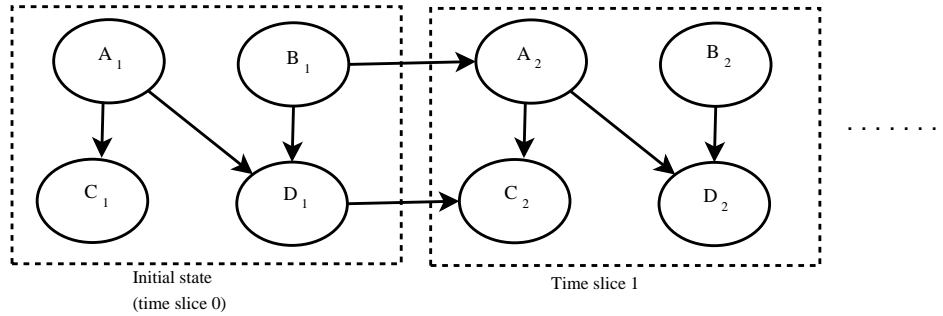 A 1
B 1
A 2
B 2
. . . . . . .
C 1
D 1
C 2
D 2
Initial state
(time slice 0)
Time slice 1